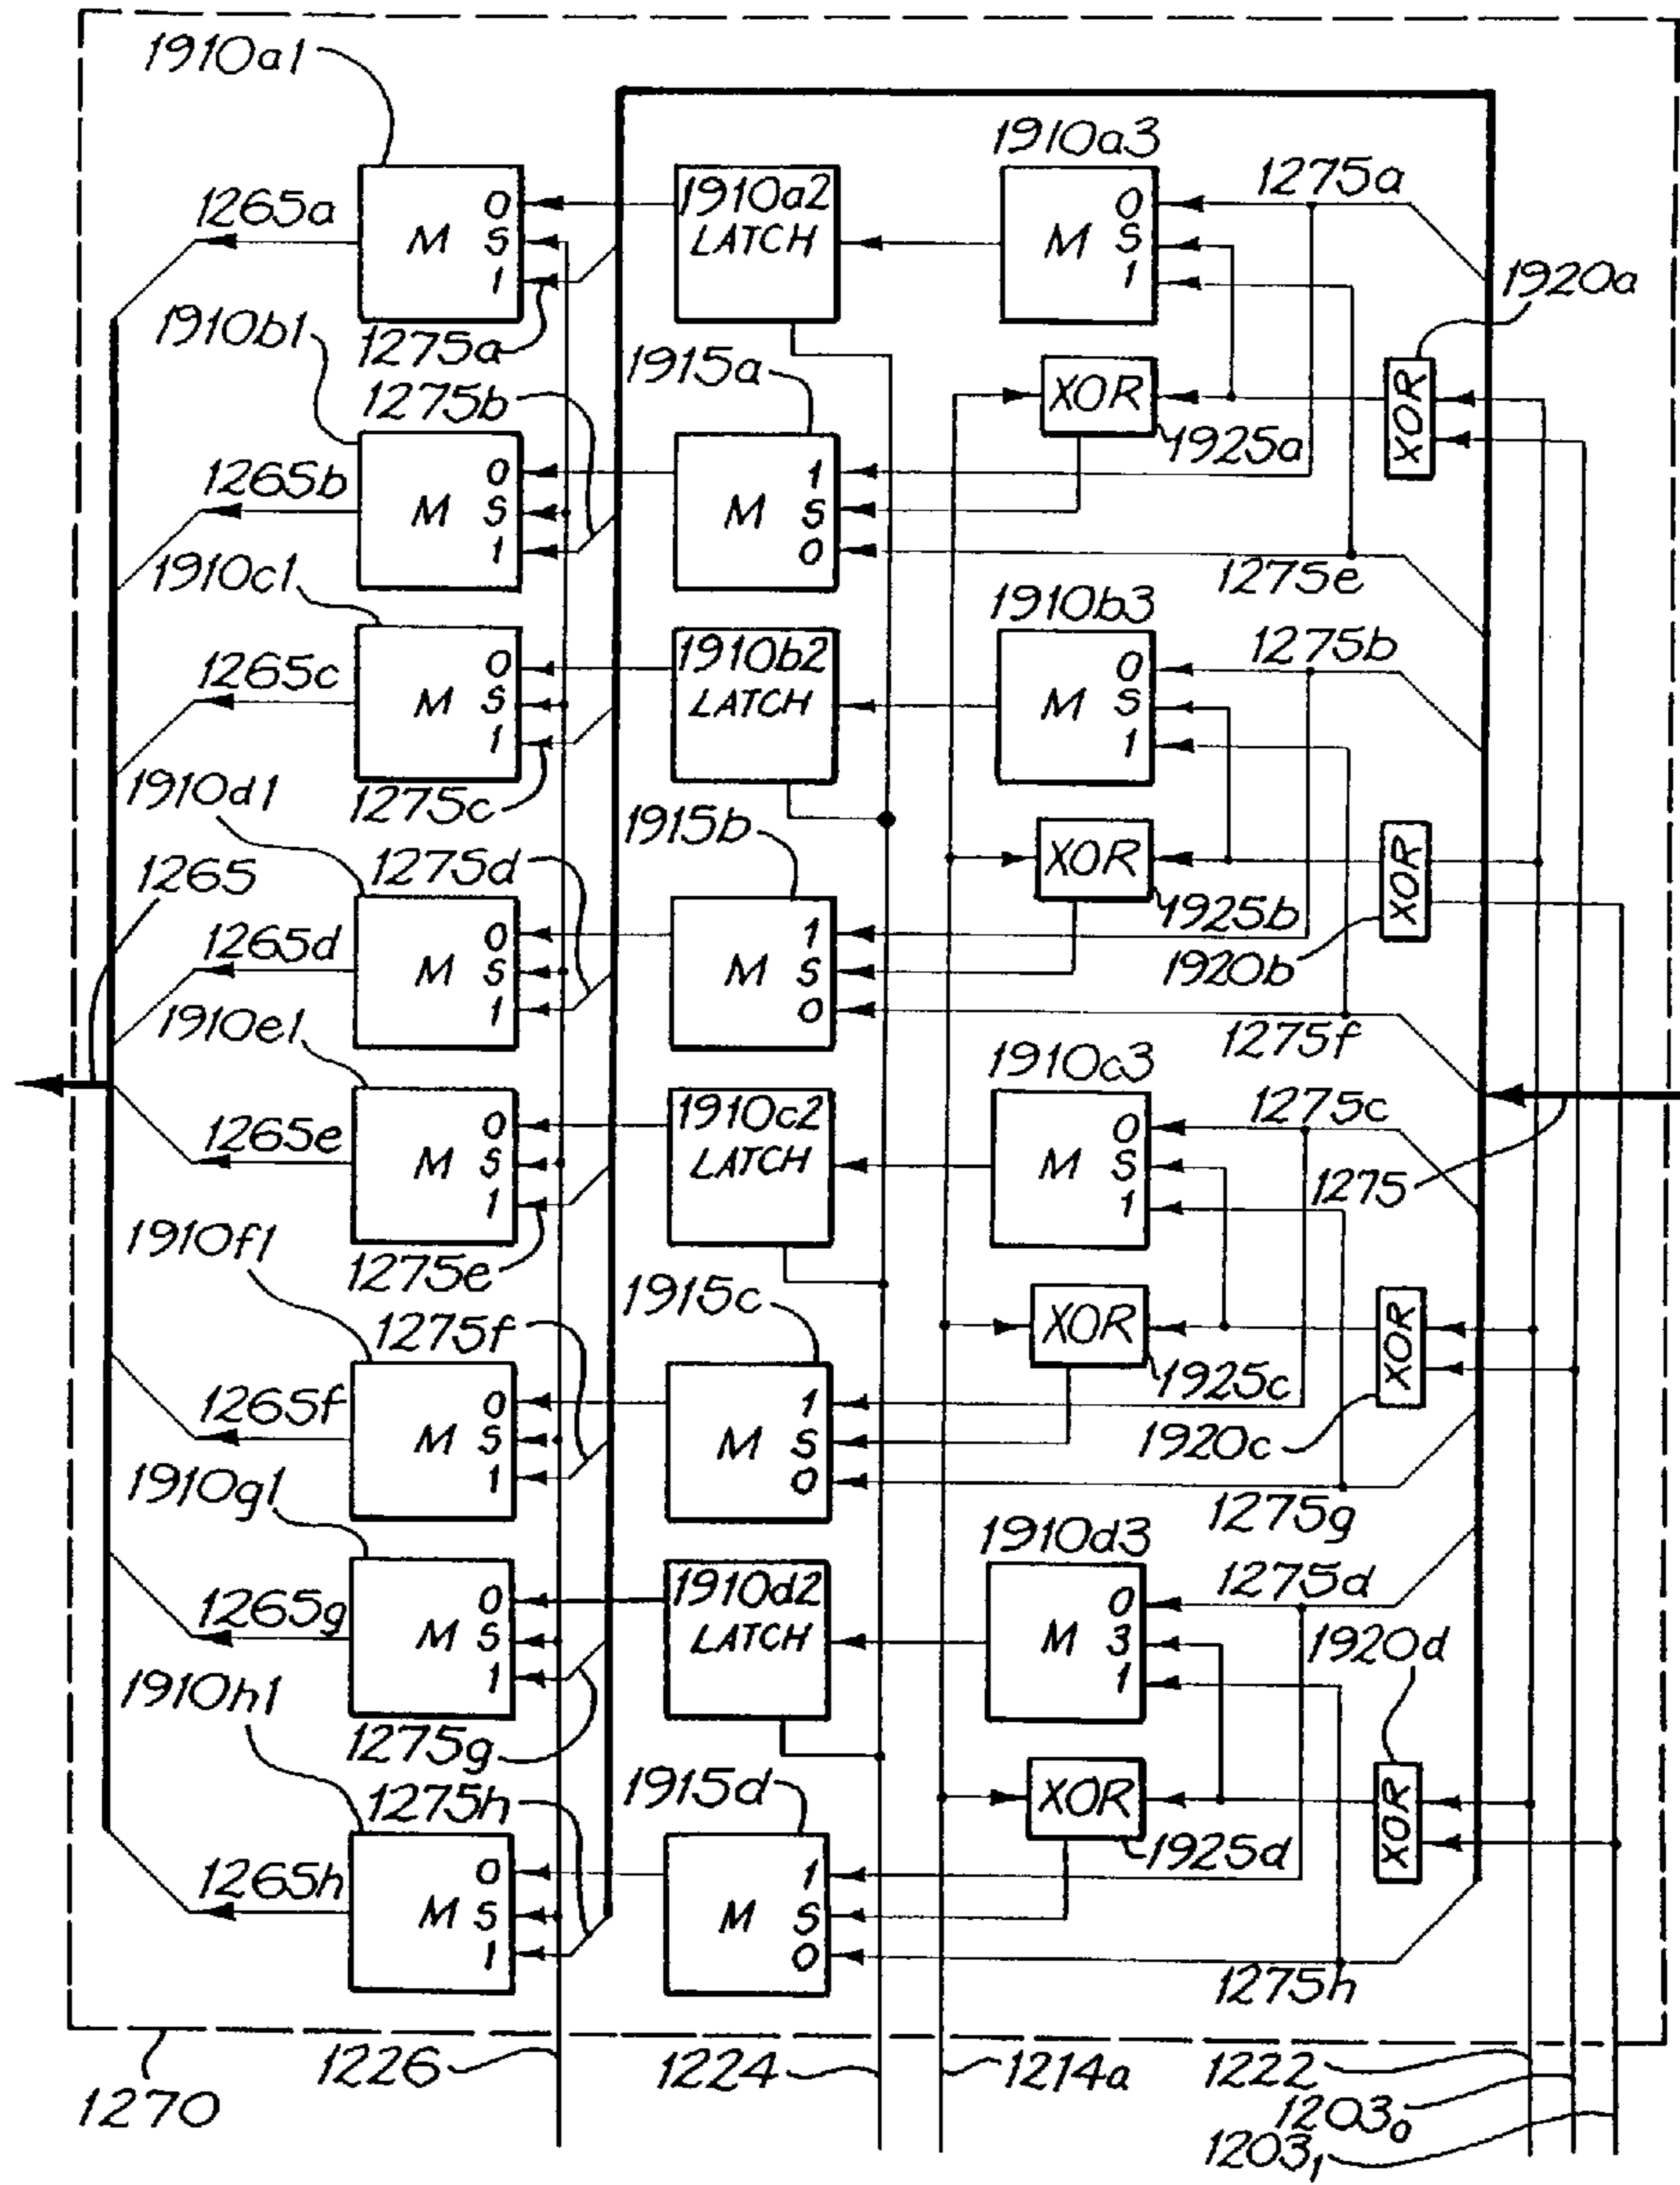 1910a1
1910a3
1265a
M
0
S
1
1910a2
LATCH
M
0
S
1
1275a
1920a
1275a
1910b1
1275b
1915a
XOR
1925a
XOR
1265b
M
0
S
1
M
1
S
0
1275e
1910c1
1910b3
1265c
M
0
S
1
1910b2
LATCH
M
0
S
1
1275b
1275c
1910d1
1915b
XOR
1925b
XOR
1920b
1265
1275d
1265d
M
0
S
1
M
1
S
0
1275f
1910e1
1910c3
1265e
M
0
S
1
1910c2
LATCH
M
0
S
1
1275c
1275
1275e
1910f1
1275f
1915c
XOR
1925c
XOR
1920c
1265f
M
0
S
1
M
1
S
0
1275g
1910g1
1910d3
1265g
M
0
S
1
1910d2
LATCH
M
0
3
1
1275d
1920d
1275g
1910h1
1275h
1915d
XOR
1925d
XOR
1265h
M
0
S
1
M
1
S
0
1275h
1270
1226
1224
1214a
1222
1203₀
1203₁